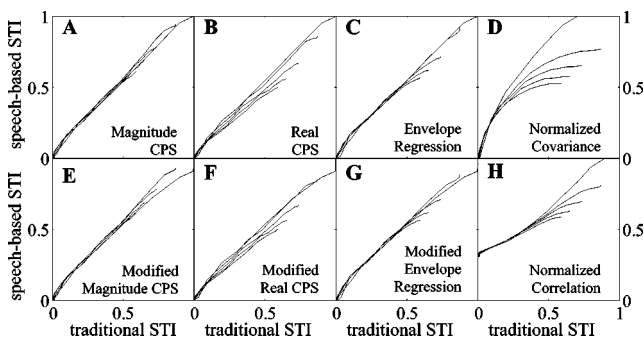 speech-based STI
1
0.5
0
A
Magnitude
CPS
B
Real
CPS
C
Envelope
Regression
D
Normalized
Covariance
1
0.5
0
speech-based STI
1
0.5
0
E
Modified
Magnitude CPS
F
Modified
Real CPS
G
Modified
Envelope
Regression
H
Normalized
Correlation
0.5
0
0 0.5 0 0.5 0 0.5 0 0.5 1
traditional STI traditional STI traditional STI traditional STI